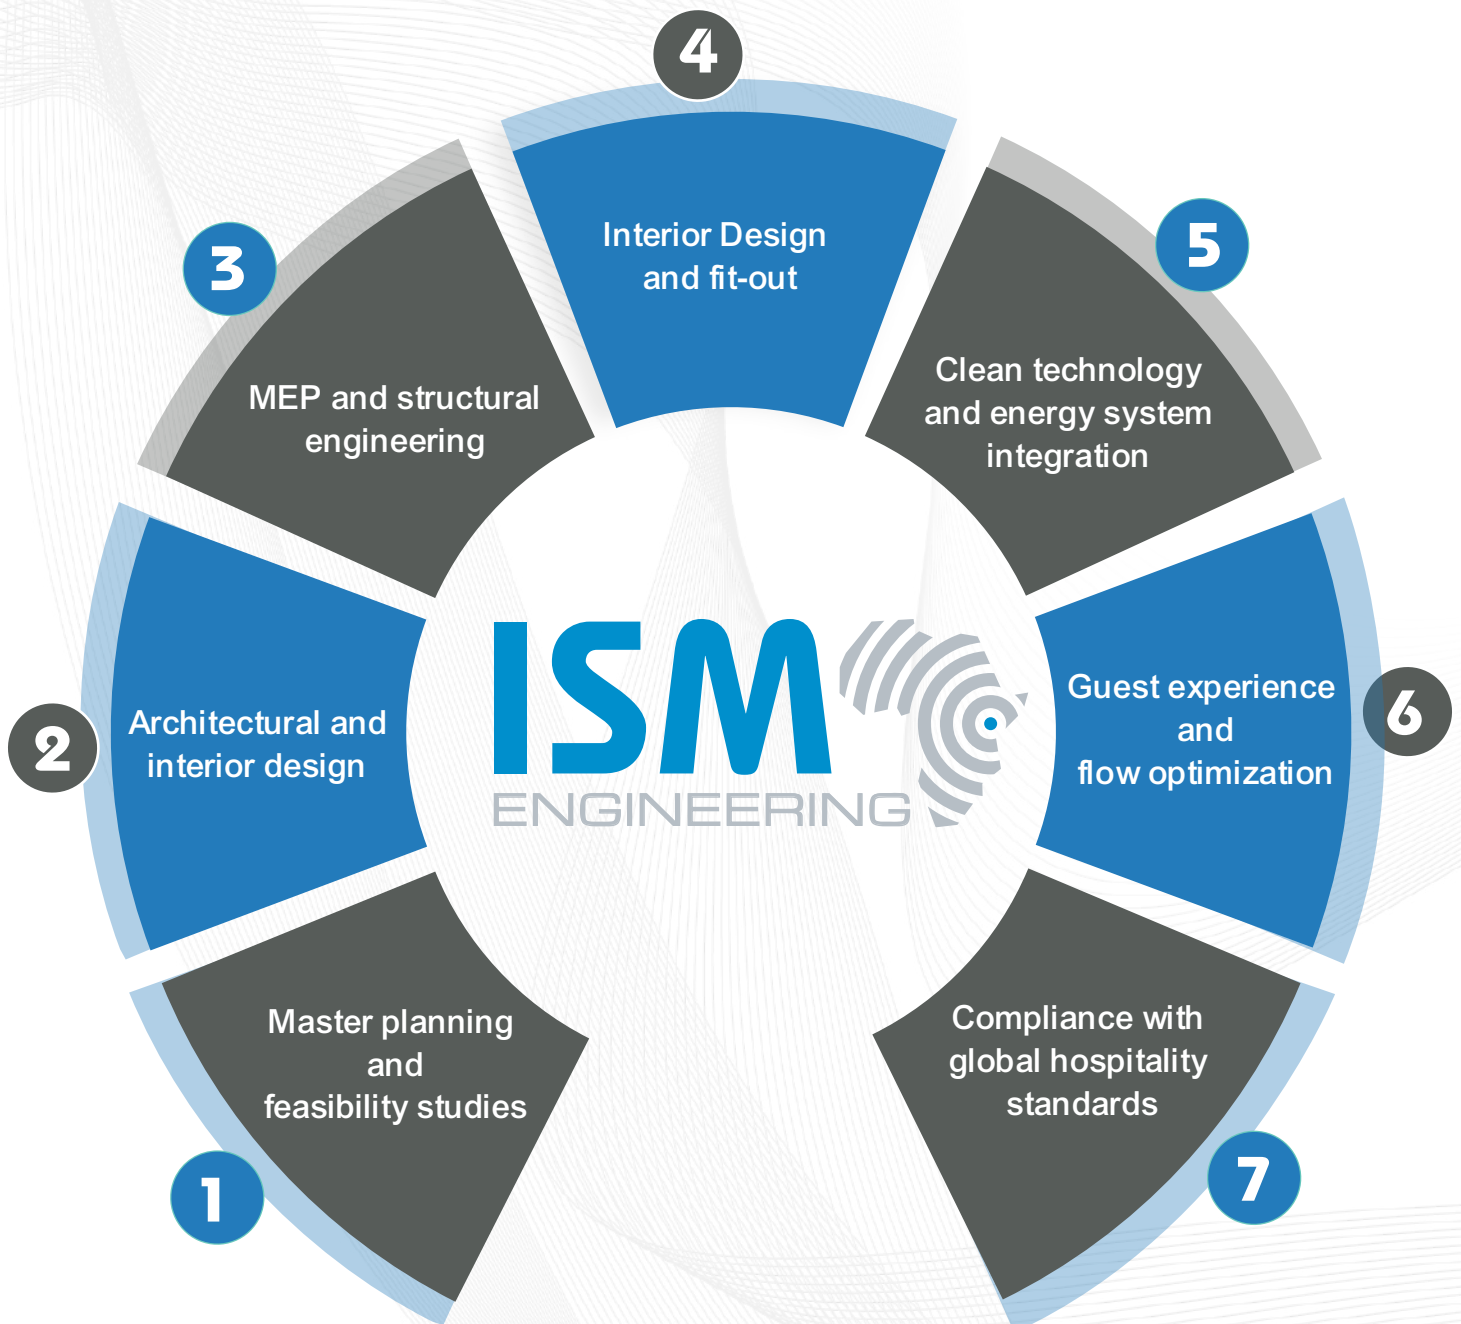 4
Interior Design
and fit-out
3
MEP and structural
engineering
5
Clean technology
and energy system
integration
2
Architectural and
interior design
6
Guest experience
and
flow optimization
ISM
ENGINEERING
1
Master planning
and
feasibility studies
7
Compliance with
global hospitality
standards